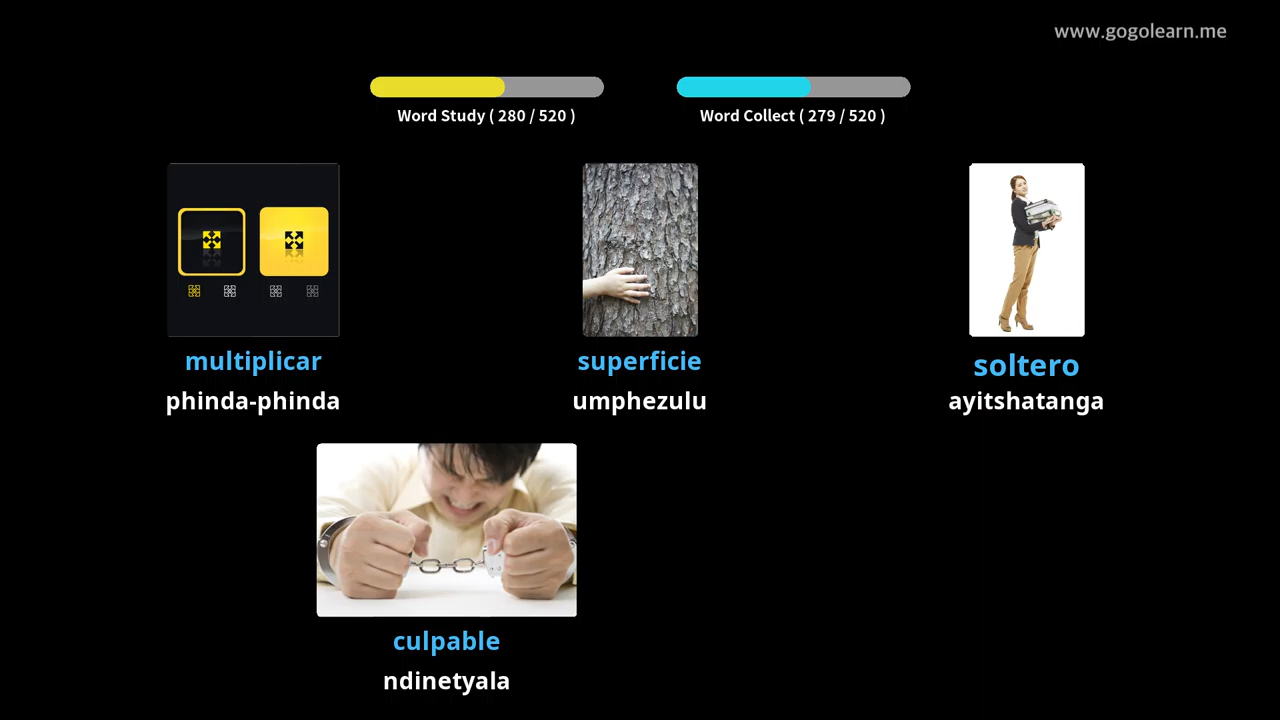 www.gogolearn.me
Word Study ( 280 / 520 )
Word Collect ( 279 / 520 )
multiplicar
phinda-phinda
superficie
umphezulu
soltero
ayitshatanga
culpable
ndinetyala